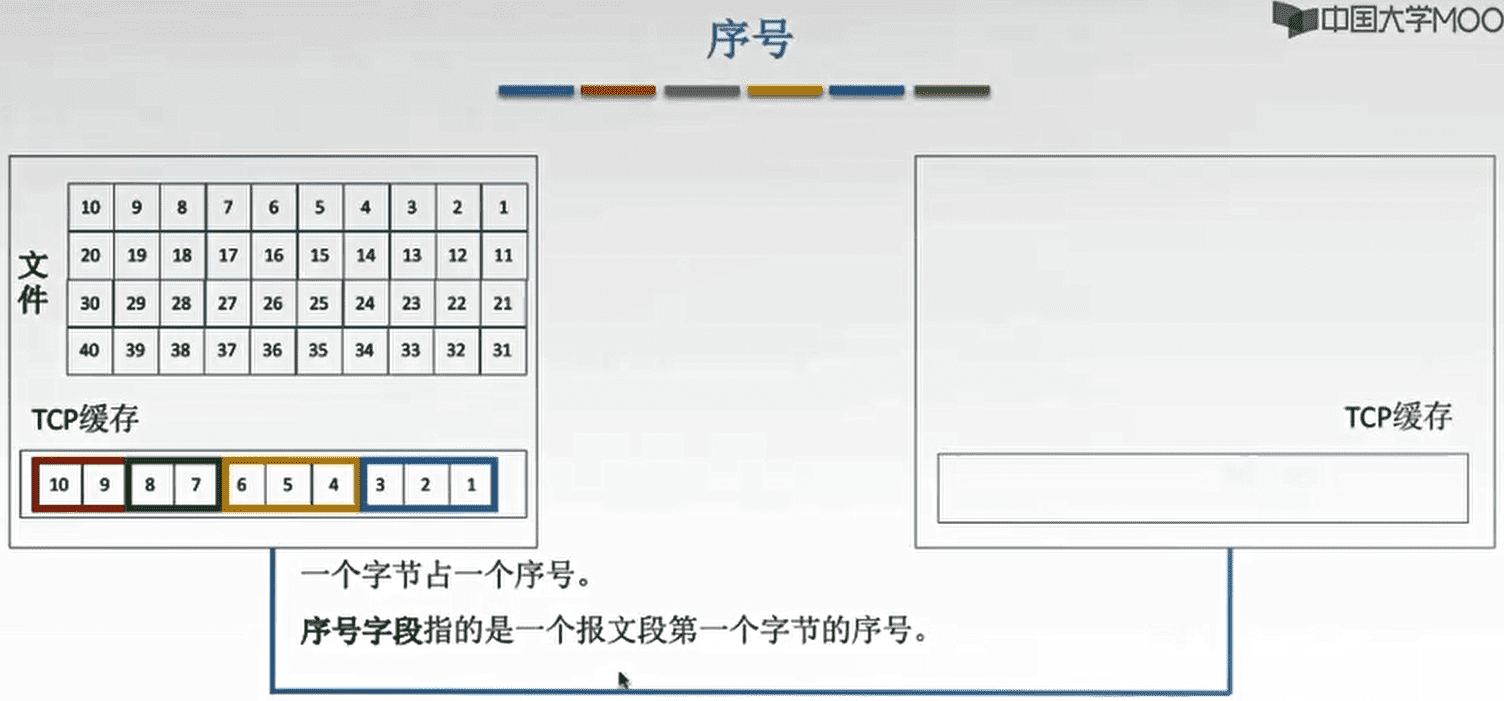 中国大学MOO
序号
文件
10 9 8 7 6 5 4 3 2 1
20 19 18 17 16 15 14 13 12 11
30 29 28 27 26 25 24 23 22 21
40 39 38 37 36 35 34 33 32 31
TCP缓存
10 9 8 7 6 5 4 3 2 1
TCP缓存
一个字节占一个序号。
序号字段指的是一个报文段第一个字节的序号。